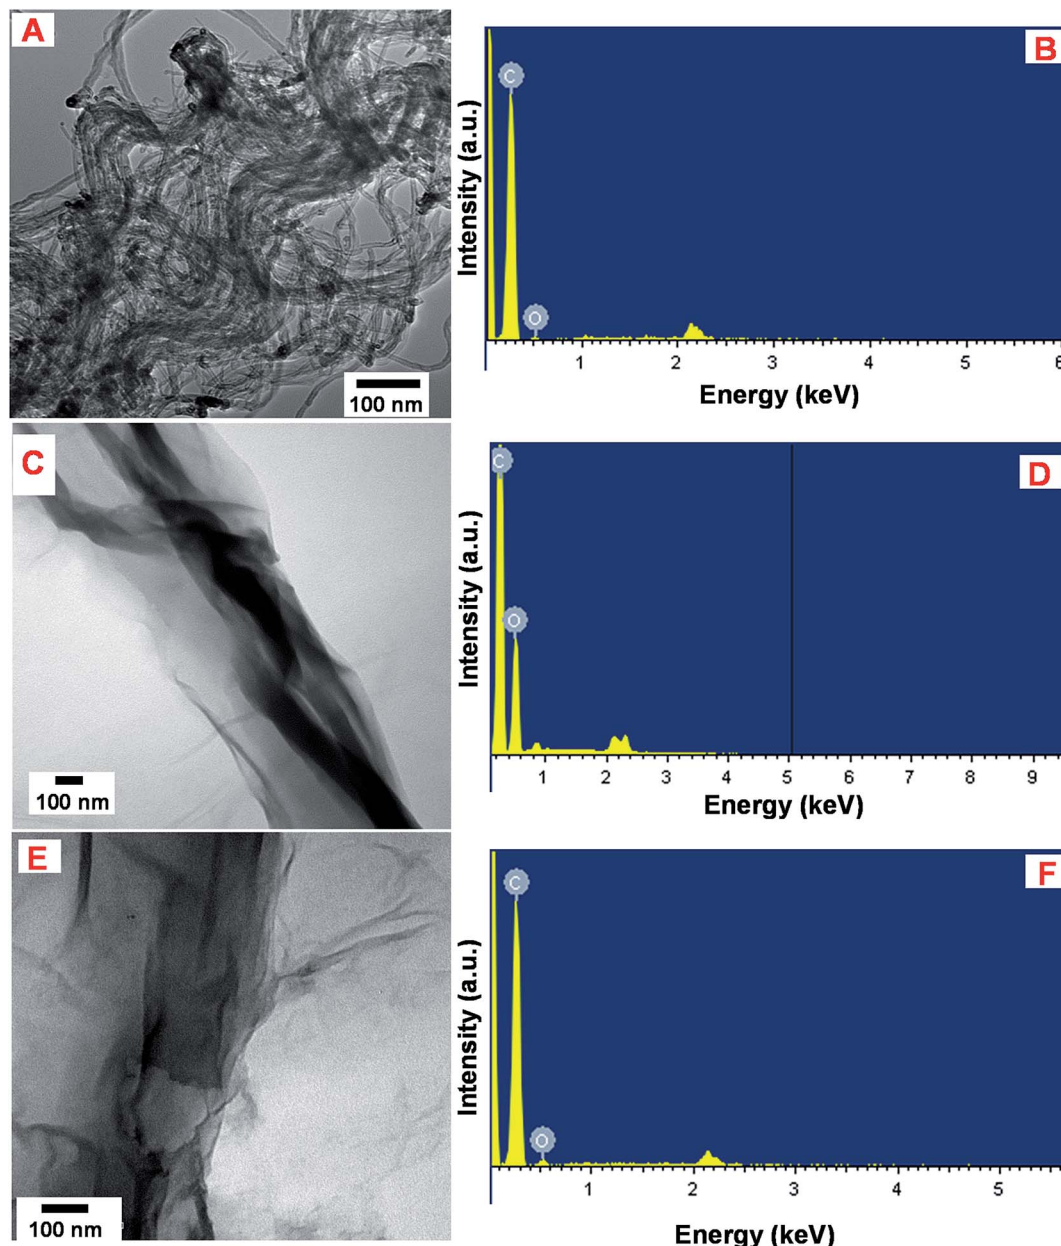 A
100 nm
B
C
O
Intensity (a.u.)
1 2 3 4 5 6
Energy (keV)
C
100 nm
D
C
O
Intensity (a.u.)
1 2 3 4 5 6 7 8 9
Energy (keV)
E
100 nm
F
C
O
Intensity (a.u.)
1 2 3 4 5
Energy (keV)